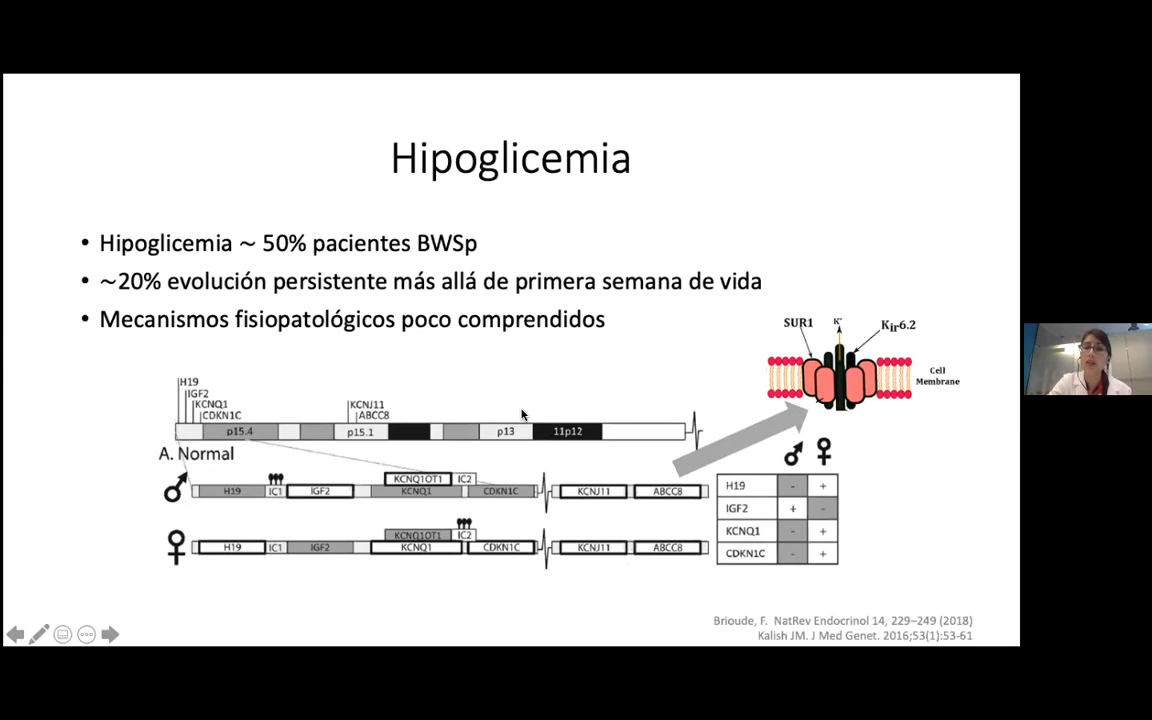 Hipoglicemia
• Hipoglicemia ~ 50% pacientes BWSp
• ~20% evolución persistente más allá de primera semana de vida
• Mecanismos fisiopatológicos poco comprendidos
SUR1
K+
Kir6.2
Cell
Membrane
H19
IGF2
KCNQ1
CDKN1C
KCNJ11
ABCC8
p15.4
p15.1
p13
11p12
A. Normal
♂ ♀
KCNQ1OT1 IC2
♂ H19 IC1 IGF2 KCNQ1 CDKN1C KCNJ11 ABCC8
KCNQ1OT1 IC2
♀ H19 IC1 IGF2 KCNQ1 CDKN1C KCNJ11 ABCC8
H19 - +
IGF2 + -
KCNQ1 - +
CDKN1C - +
Brioude, F. NatRev Endocrinol 14, 229–249 (2018)
Kalish JM. J Med Genet. 2016;53(1):53-61